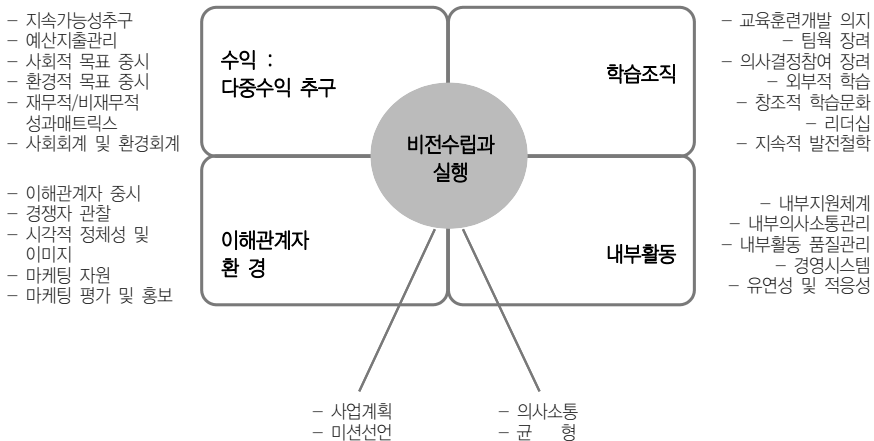 – 지속가능성추구
– 예산지출관리
– 사회적 목표 중시
– 환경적 목표 중시
– 재무적/비재무적
성과매트릭스
– 사회회계 및 환경회계
– 이해관계자 중시
– 경쟁자 관찰
– 시각적 정체성 및
이미지
– 마케팅 자원
– 마케팅 평가 및 홍보
수익 :
다중수익 추구
학습조직
비전수립과
실행
이해관계자
환 경
내부활동
– 교육훈련개발 의지
– 팀웍 장려
– 의사결정참여 장려
– 외부적 학습
– 창조적 학습문화
– 리더십
– 지속적 발전철학
– 내부지원체계
– 내부의사소통관리
– 내부활동 품질관리
– 경영시스템
– 유연성 및 적응성
– 사업계획
– 미션선언
– 의사소통
– 균 형